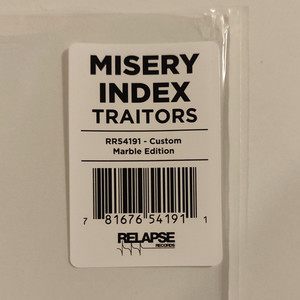 MISERY
INDEX
TRAITORS
RR54191 - Custom
Marble Edition
7 81676 54191 1
RELAPSE
RECORDS